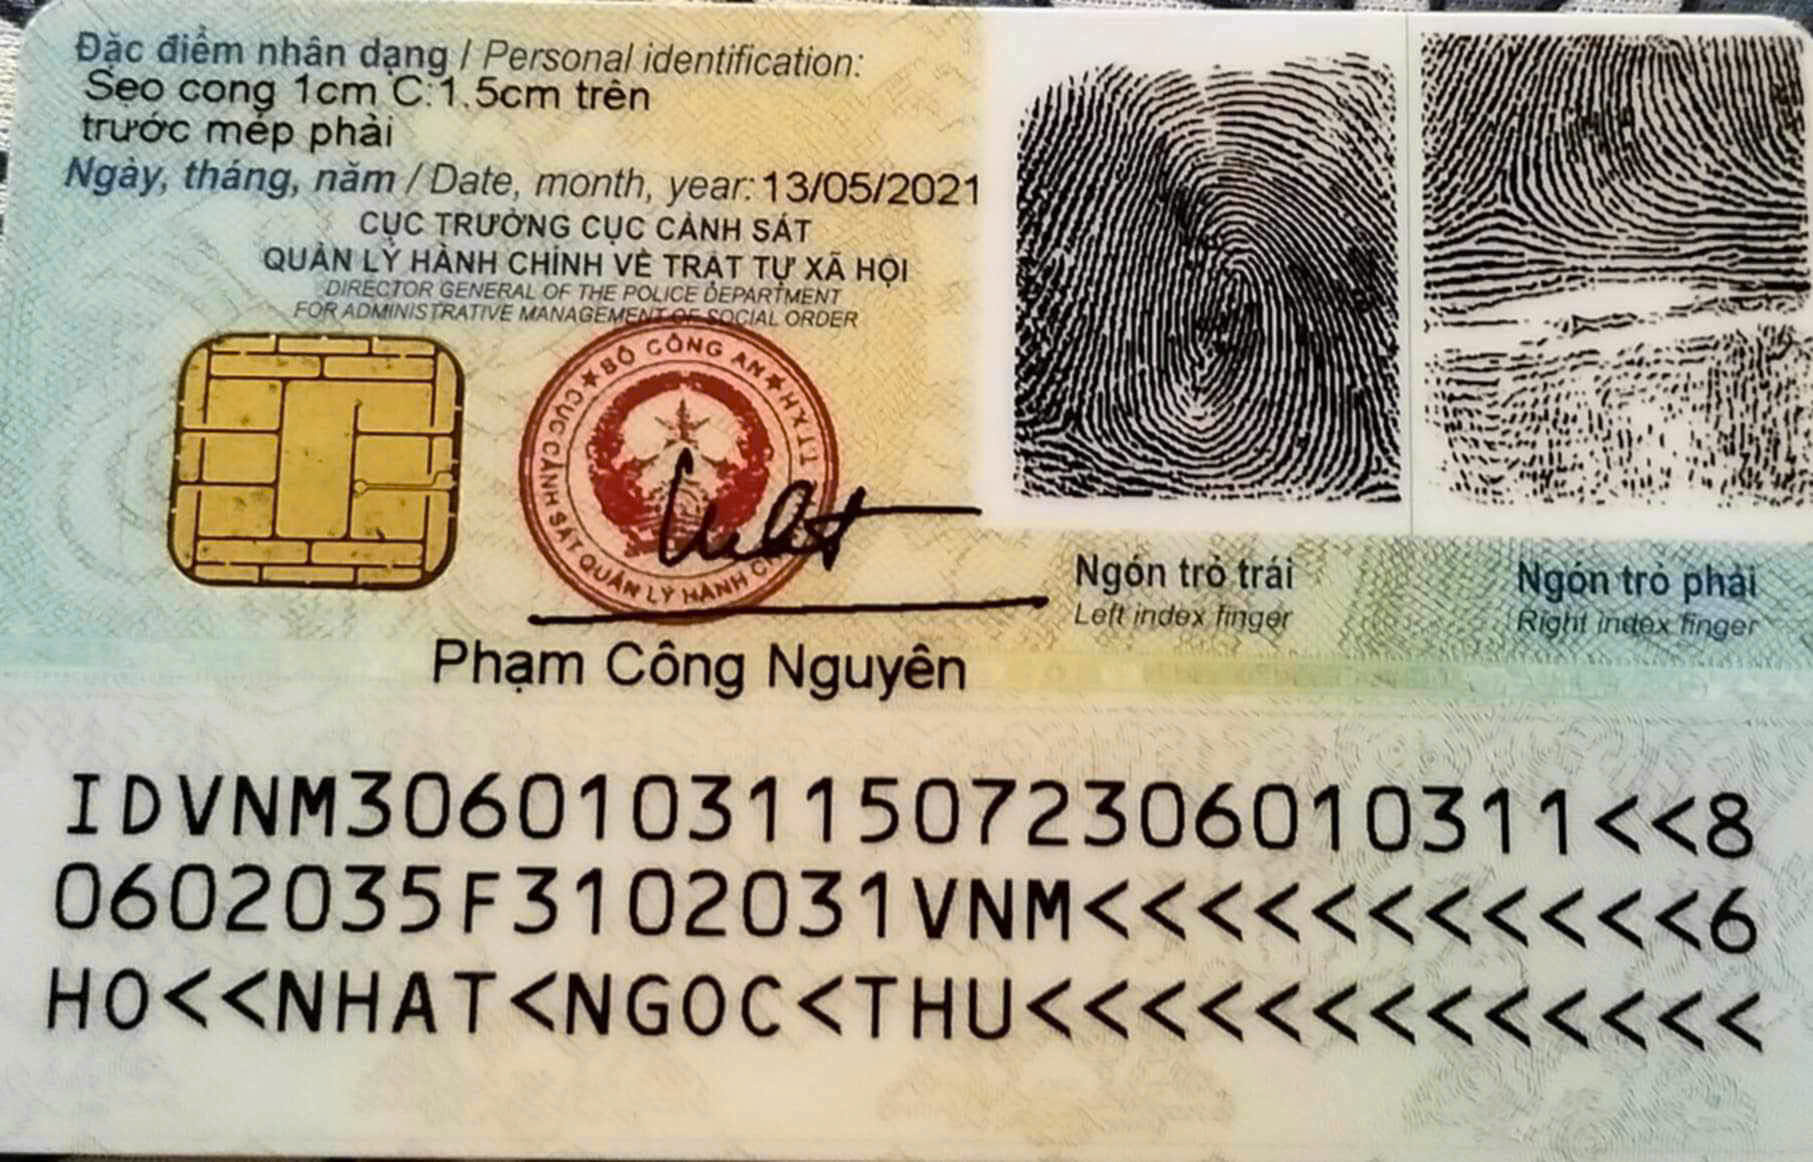 Đặc điểm nhân dạng / Personal identification:
Sẹo cong 1cm C:1.5cm trên
trước mép phải
Ngày, tháng, năm / Date, month, year: 13/05/2021
CỤC TRƯỞNG CỤC CẢNH SÁT
QUẢN LÝ HÀNH CHÍNH VỀ TRẬT TỰ XÃ HỘI
DIRECTOR GENERAL OF THE POLICE DEPARTMENT
FOR ADMINISTRATIVE MANAGEMENT OF SOCIAL ORDER
BỘ CÔNG AN
CỤC CẢNH SÁT QUẢN LÝ HÀNH
Phạm Công Nguyên
Ngón trỏ trái
Left index finger
Ngón trỏ phải
Right index finger
IDVNM3060103115072306010311<<8
0602035F3102031VNM<<<<<<<<<<<6
HO<<NHAT<NGOC<THU<<<<<<<<<<<<<